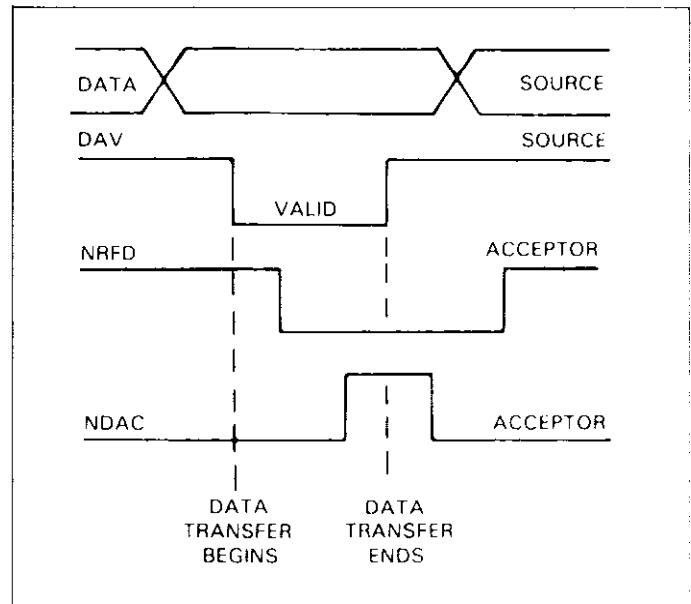 DATA SOURCE
DAV SOURCE
VALID
NRFD ACCEPTOR
NDAC ACCEPTOR
DATA TRANSFER BEGINS
DATA TRANSFER ENDS